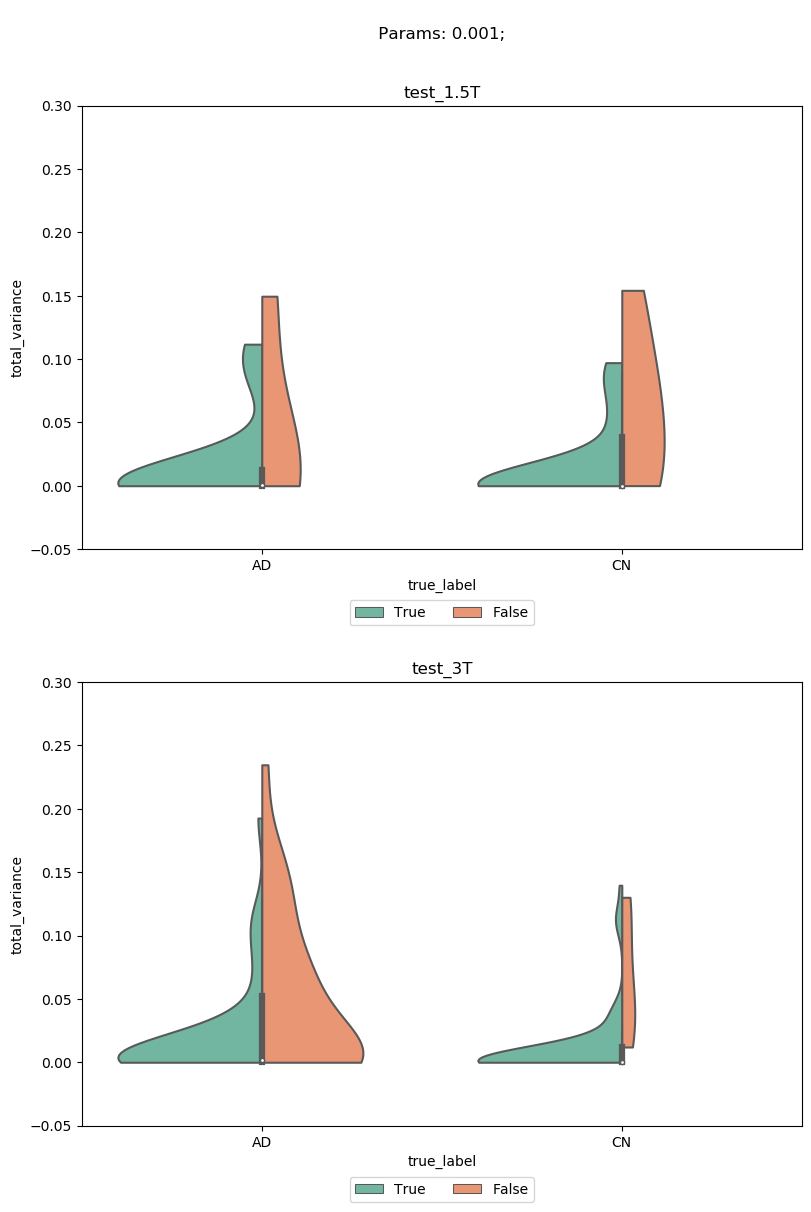 Params: 0.001;
test_1.5T
0.30
0.25
0.20
0.15
0.10
0.05
0.00
−0.05
total_variance
AD CN
true_label
True False
test_3T
0.30
0.25
0.20
0.15
0.10
0.05
0.00
−0.05
total_variance
AD CN
true_label
True False